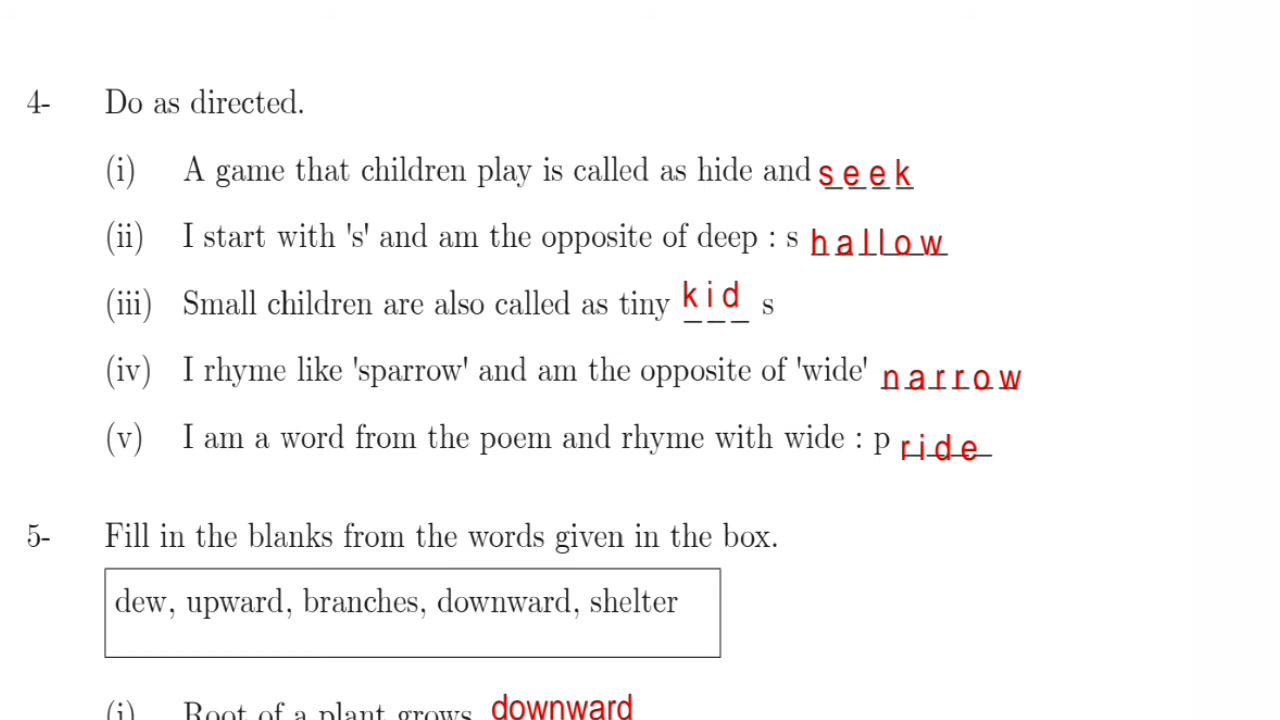 4- Do as directed.
(i) A game that children play is called as hide and seek
(ii) I start with 's' and am the opposite of deep : s hallow
(iii) Small children are also called as tiny kid s
(iv) I rhyme like 'sparrow' and am the opposite of 'wide' narrow
(v) I am a word from the poem and rhyme with wide : p ride
5- Fill in the blanks from the words given in the box.
dew, upward, branches, downward, shelter
(i) Root of a plant grows downward